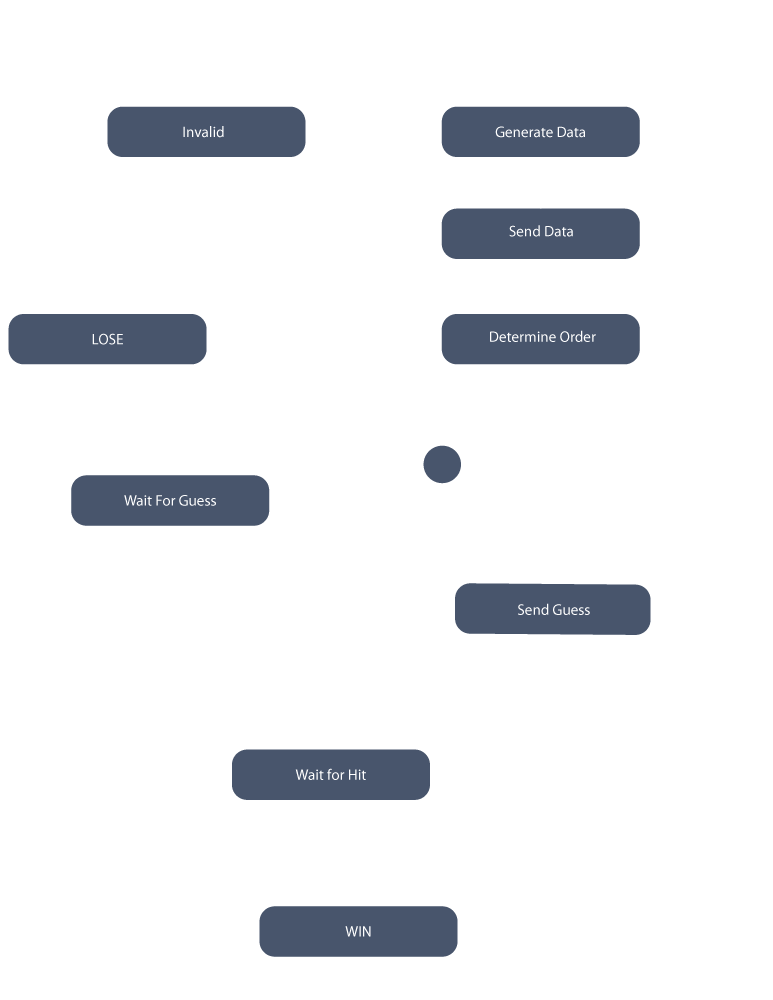 Invalid
Generate Data
Send Data
LOSE
Determine Order
Wait For Guess
Send Guess
Wait for Hit
WIN